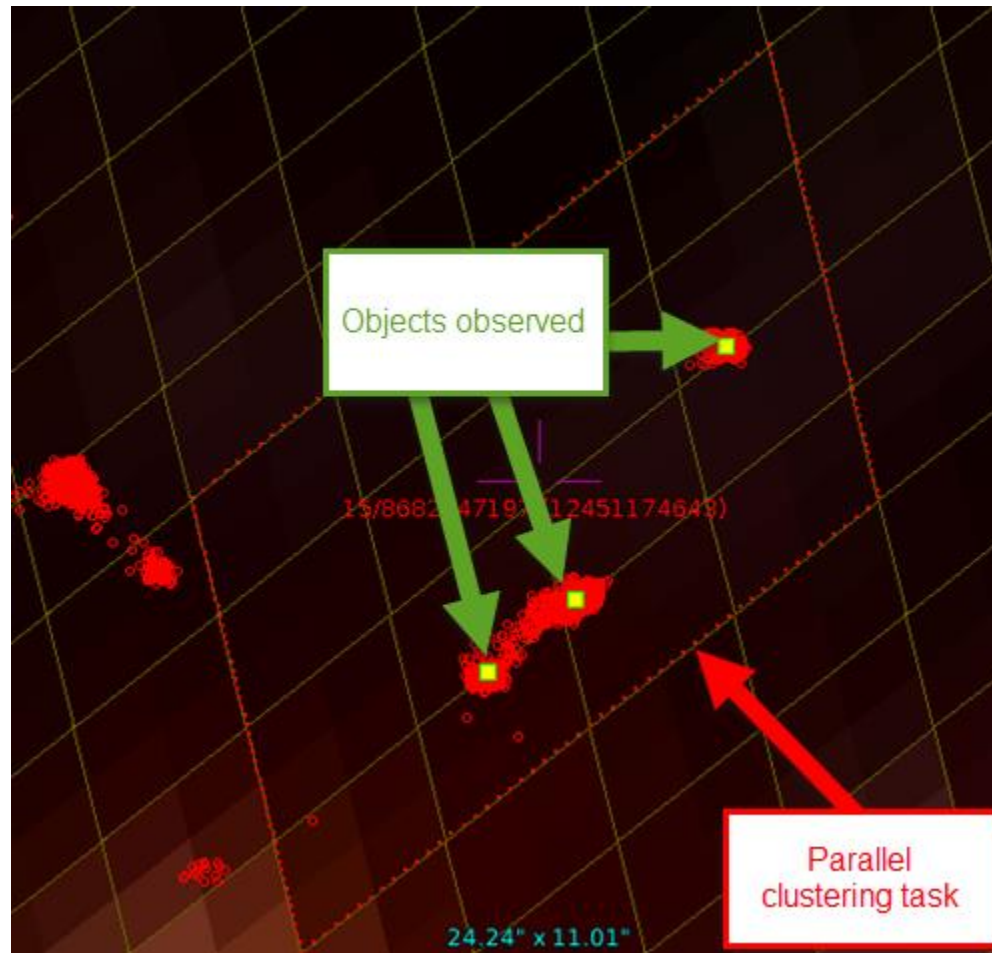 Objects observed
Parallel
clustering task
24.24" x 11.01"